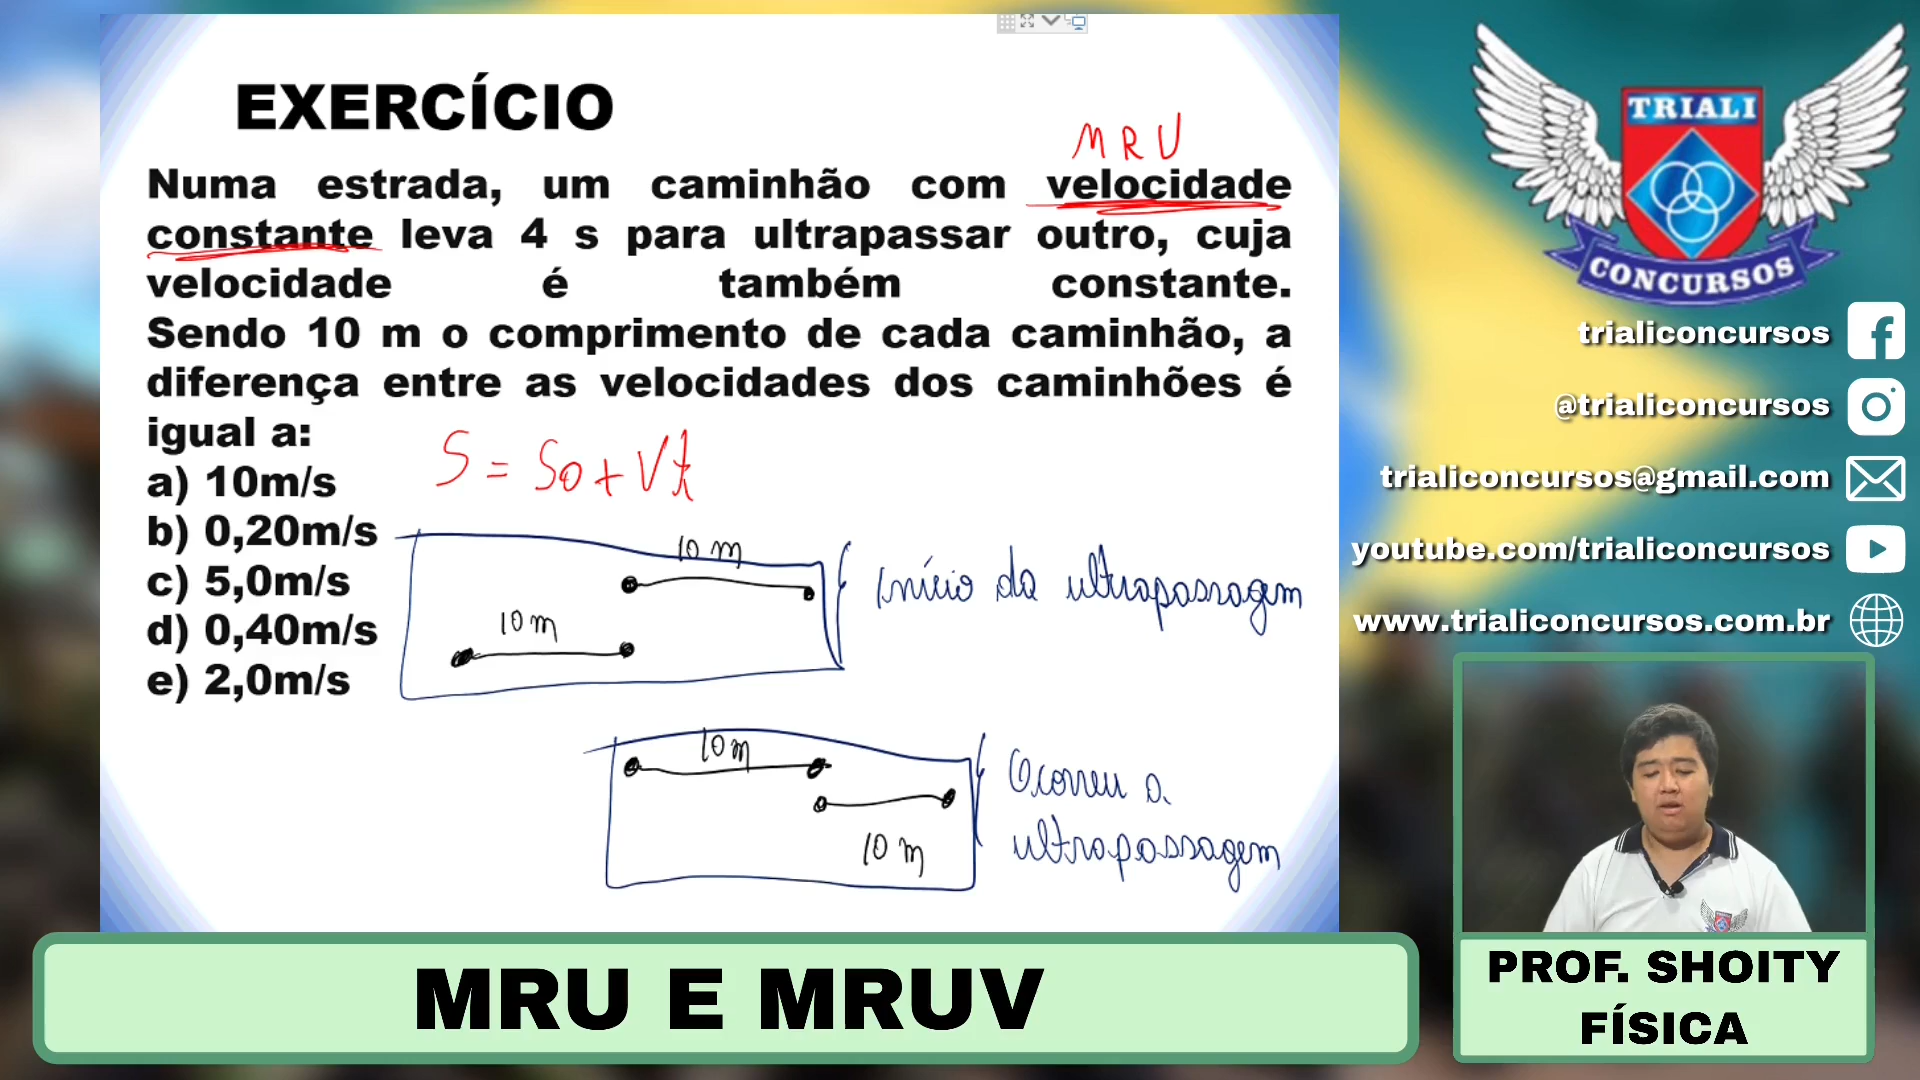 EXERCÍCIO
MRU
Numa estrada, um caminhão com velocidade
constante leva 4 s para ultrapassar outro, cuja
velocidade é também constante.
Sendo 10 m o comprimento de cada caminhão, a
diferença entre as velocidades dos caminhões é
igual a:
S = So + Vt
a) 10m/s
b) 0,20m/s
c) 5,0m/s
d) 0,40m/s
e) 2,0m/s
10 m
10 m
Início da ultrapassagem
10 m
10 m
Ocorreu a
ultrapassagem
TRIALI
CONCURSOS
trialiconcursos
@trialiconcursos
trialiconcursos@gmail.com
youtube.com/trialiconcursos
www.trialiconcursos.com.br
MRU E MRUV
PROF. SHOITY
FÍSICA